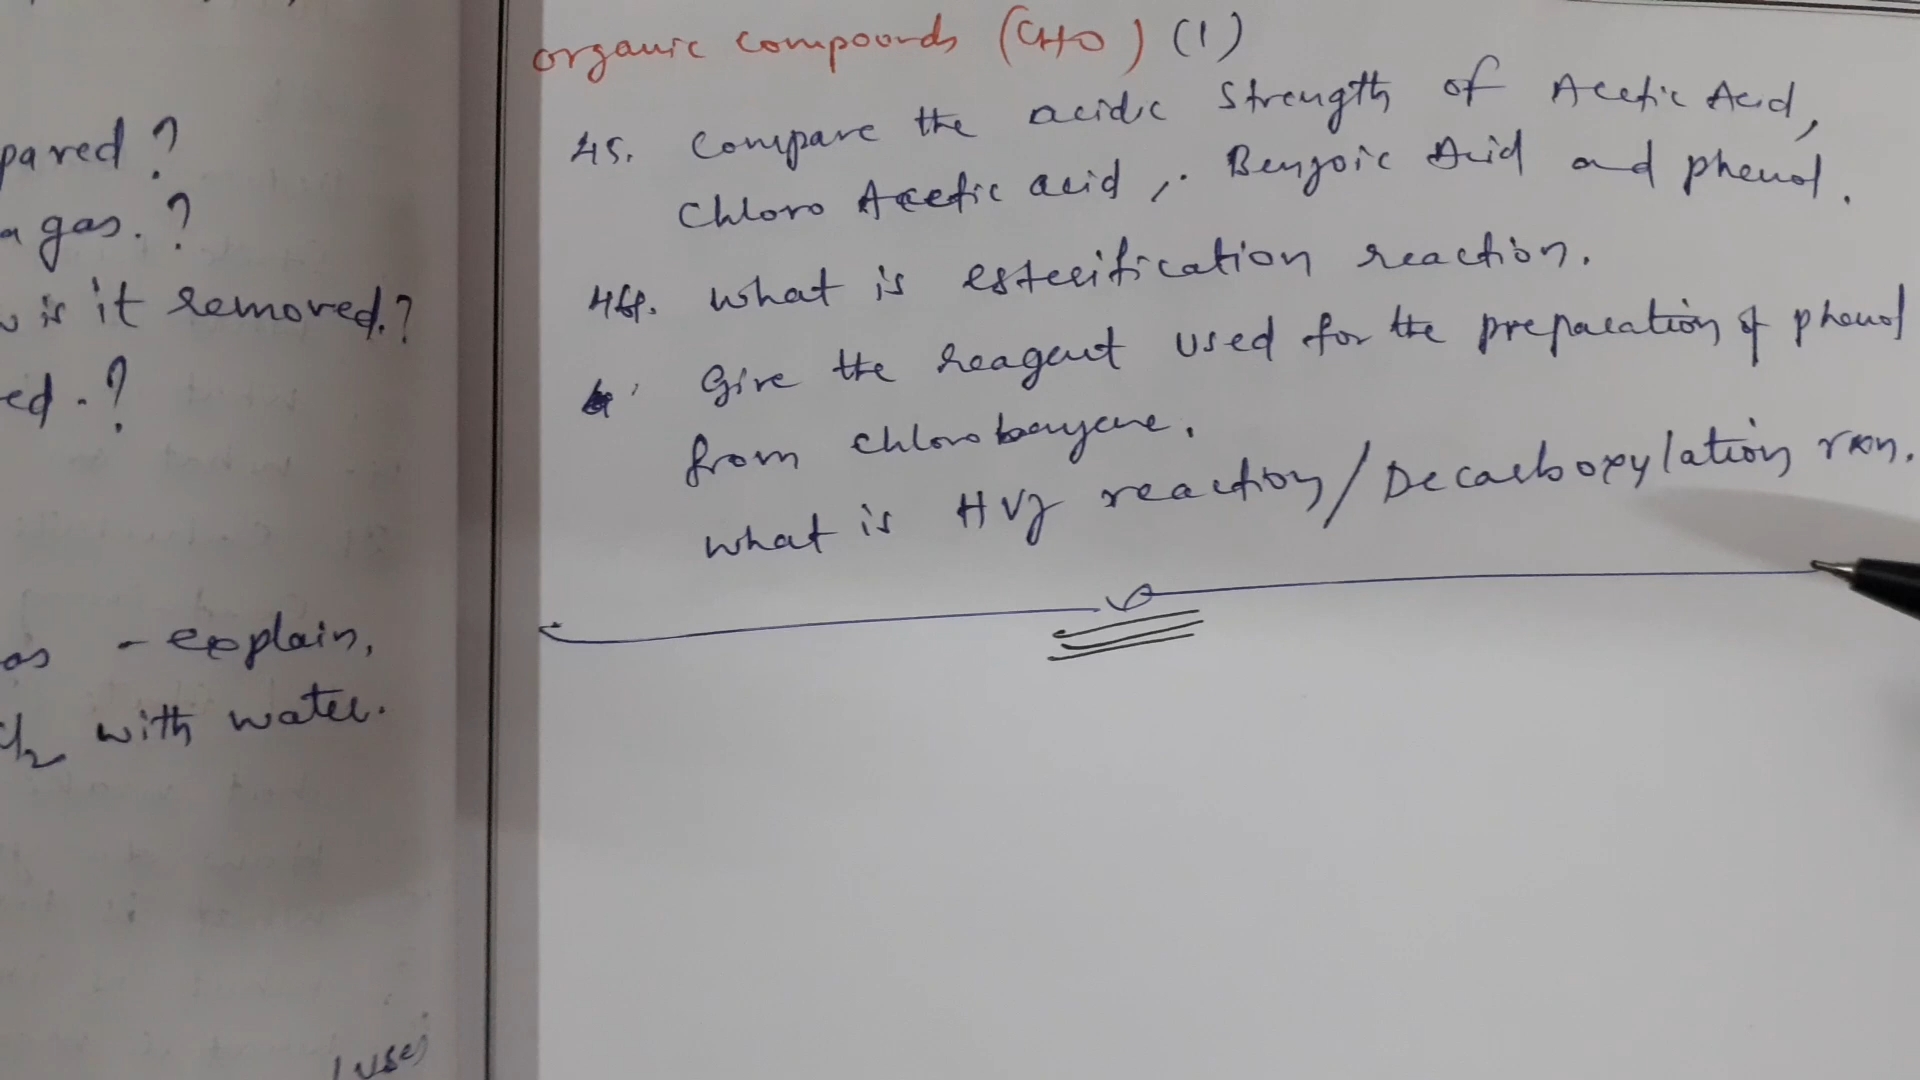 pared ?
a gas. ?
is it removed. ?
ed . ?
as - explain,
with water.
uses
organic compounds (CHO) (1)
45. Compare the acidic strength of Acetic Acid,
Chloro Acetic acid, Benzoic Acid and phenol.
46. What is esterification reaction.
Give the reagent used for the preparation of phenol
from chlorobenzene.
What is HVZ reaction/Decarboxylation rxn.